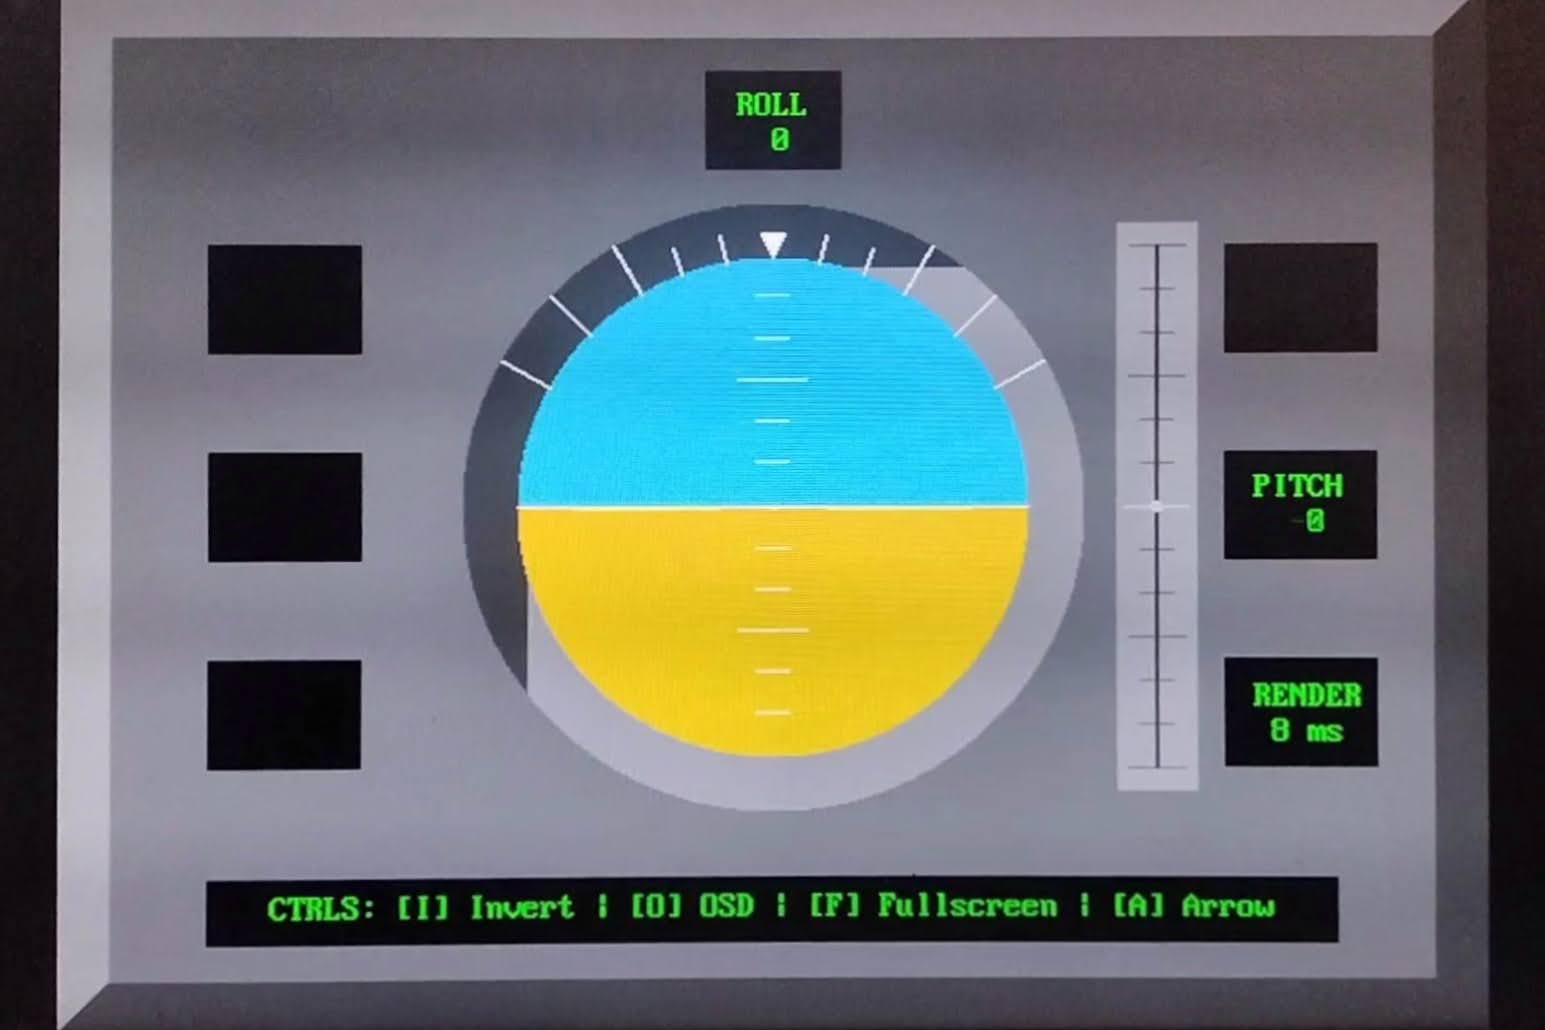 ROLL
0
PITCH
-0
RENDER
8 ms
CTRLS: [I] Invert | [O] OSD | [F] Fullscreen | [A] Arrow